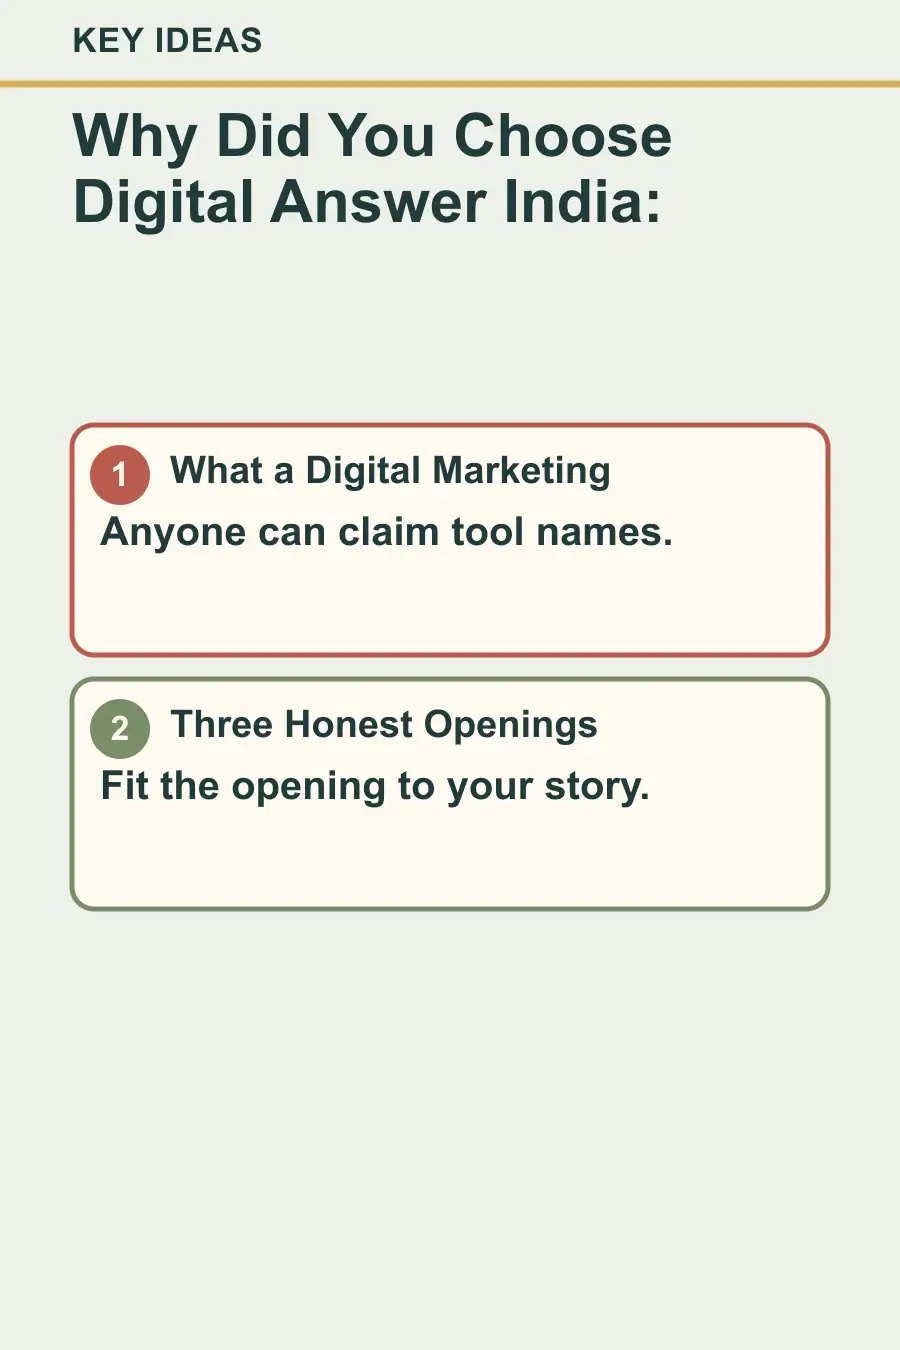 KEY IDEAS
Why Did You Choose
Digital Answer India:
1 What a Digital Marketing
Anyone can claim tool names.
2 Three Honest Openings
Fit the opening to your story.